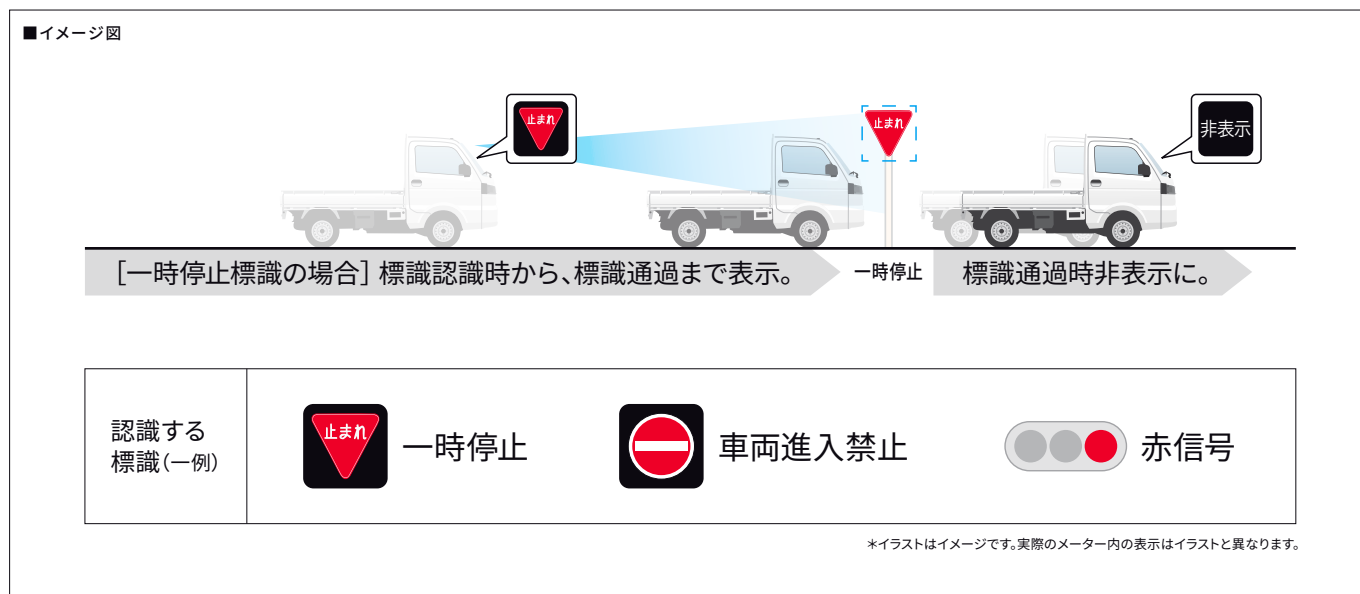 ■イメージ図
止まれ
止まれ
非表示
［一時停止標識の場合］標識認識時から、標識通過まで表示。
一時停止
標識通過時非表示に。
認識する
標識（一例）
止まれ
一時停止
車両進入禁止
赤信号
＊イラストはイメージです。実際のメーター内の表示はイラストと異なります。